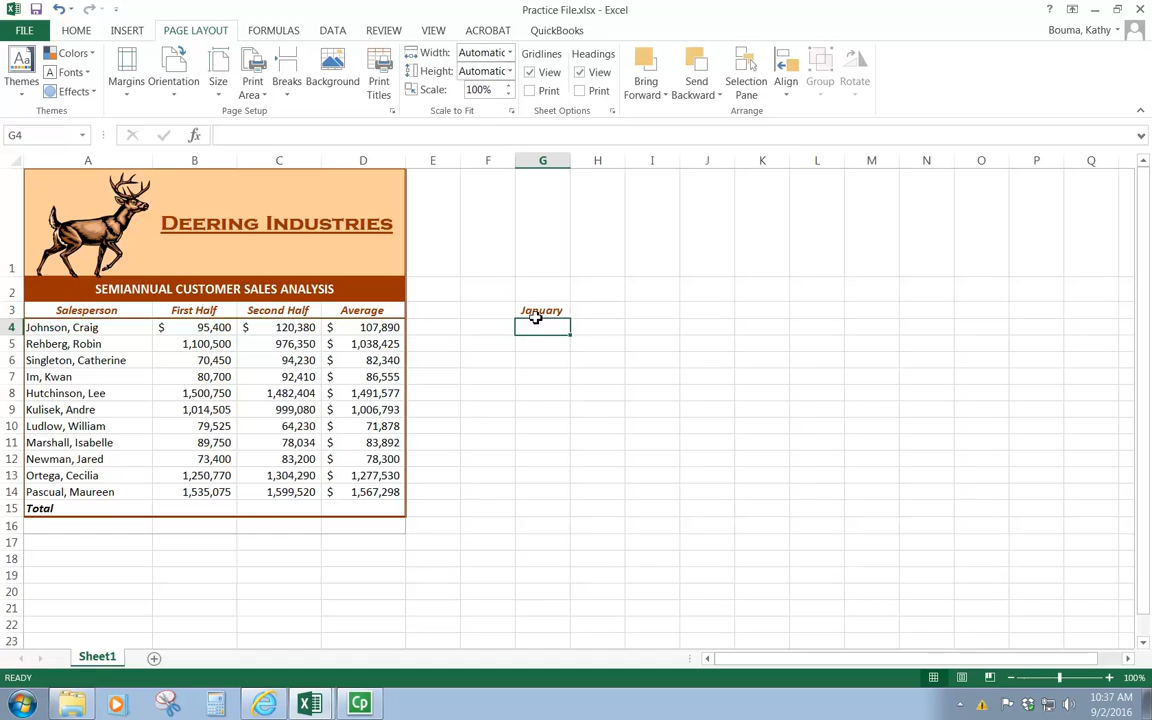 Practice File.xlsx - Excel
FILE HOME INSERT PAGE LAYOUT FORMULAS DATA REVIEW VIEW ACROBAT QuickBooks
Bouma, Kathy
Themes
Colors
Fonts
Effects
Themes
Margins Orientation Size Print Area Breaks Background Print Titles
Page Setup
Width: Automatic
Height: Automatic
Scale: 100%
Scale to Fit
Gridlines Headings
View View
Print Print
Sheet Options
Bring Forward Send Backward Selection Pane Align Group Rotate
Arrange
G4
fx
A B C D E F G H I J K L M N O P Q
1 Deering Industries
2 SEMIANNUAL CUSTOMER SALES ANALYSIS
3 Salesperson First Half Second Half Average January
4 Johnson, Craig $ 95,400 $ 120,380 $ 107,890
5 Rehberg, Robin 1,100,500 976,350 $ 1,038,425
6 Singleton, Catherine 70,450 94,230 $ 82,340
7 Im, Kwan 80,700 92,410 $ 86,555
8 Hutchinson, Lee 1,500,750 1,482,404 $ 1,491,577
9 Kulisek, Andre 1,014,505 999,080 $ 1,006,793
10 Ludlow, William 79,525 64,230 $ 71,878
11 Marshall, Isabelle 89,750 78,034 $ 83,892
12 Newman, Jared 73,400 83,200 $ 78,300
13 Ortega, Cecilia 1,250,770 1,304,290 $ 1,277,530
14 Pascual, Maureen 1,535,075 1,599,520 $ 1,567,298
15 Total
16
17
18
19
20
21
22
23
Sheet1
READY
100%
Cp
10:37 AM
9/2/2016